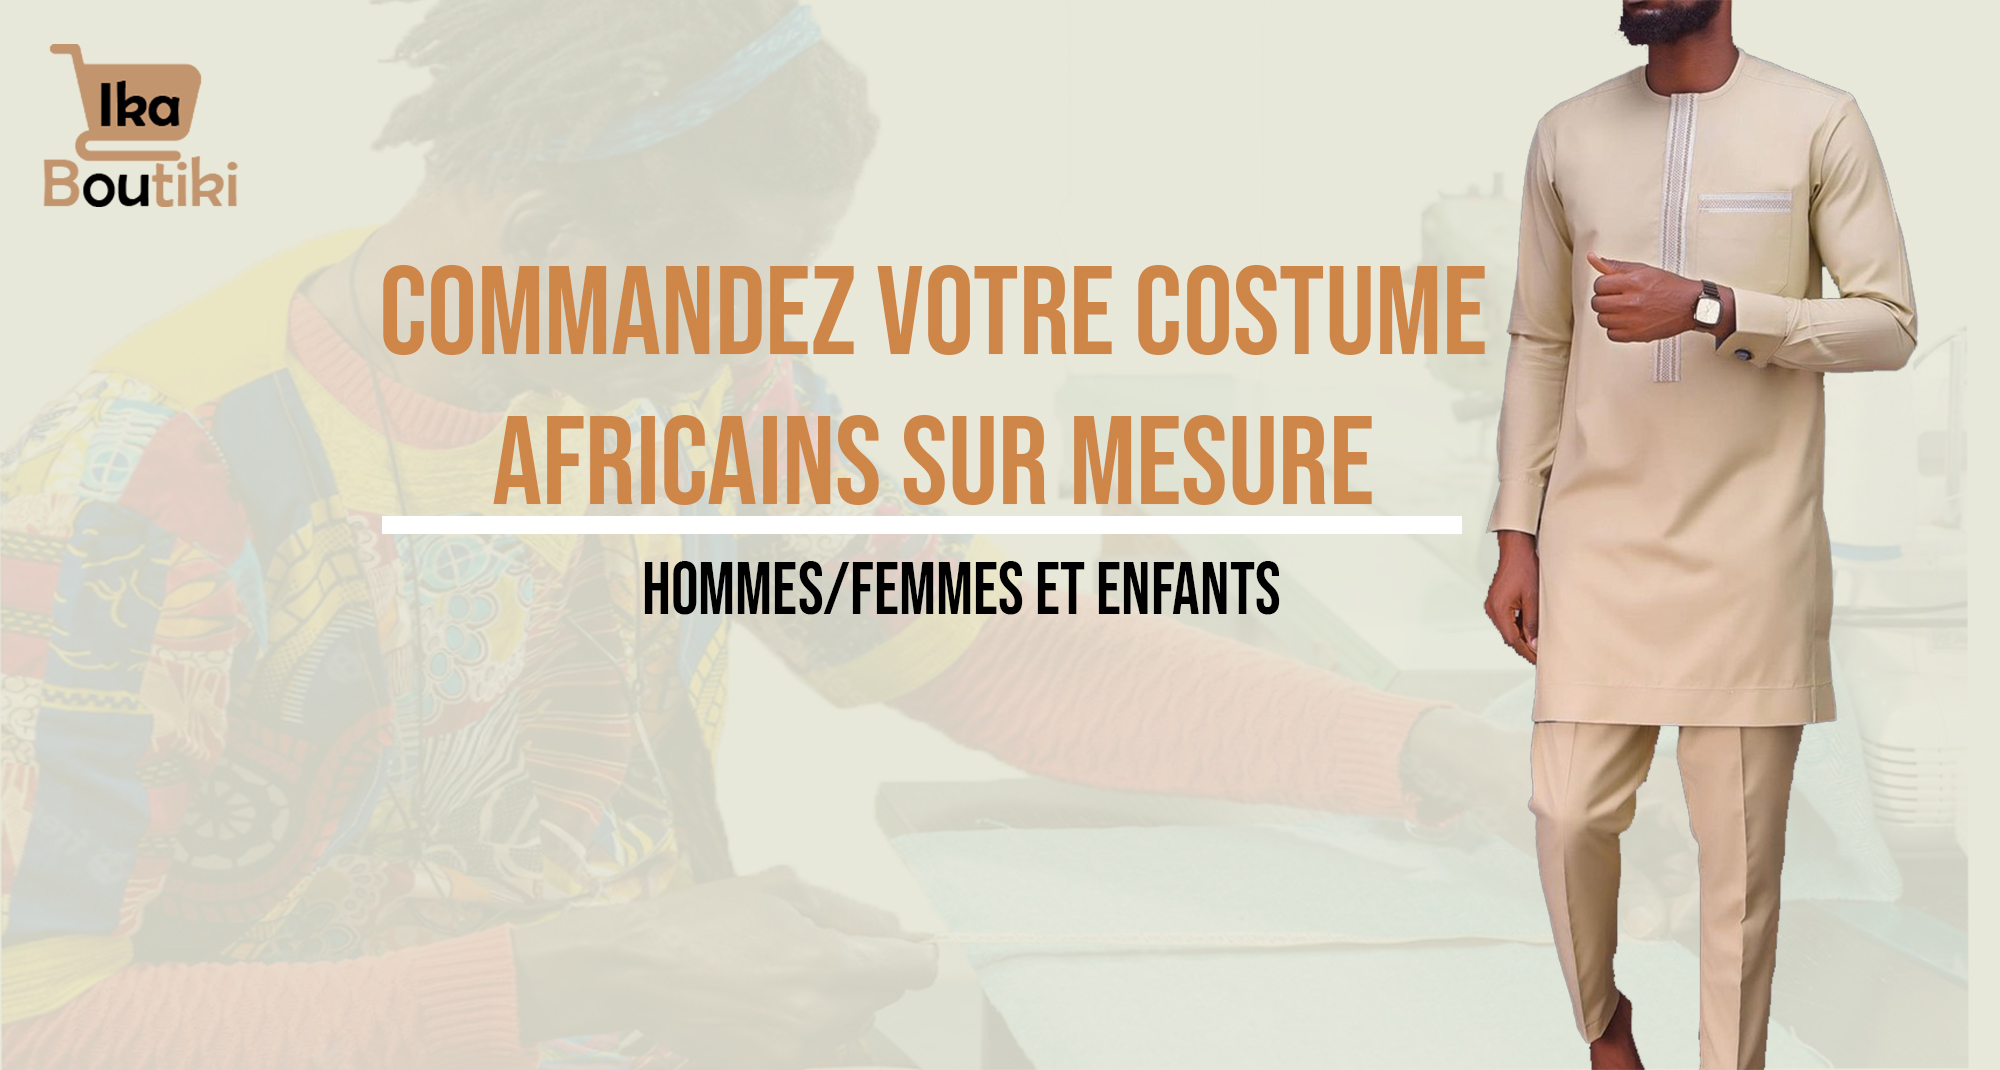 Ika
Boutiki
COMMANDEZ VOTRE COSTUME
AFRICAINS SUR MESURE
HOMMES/FEMMES ET ENFANTS